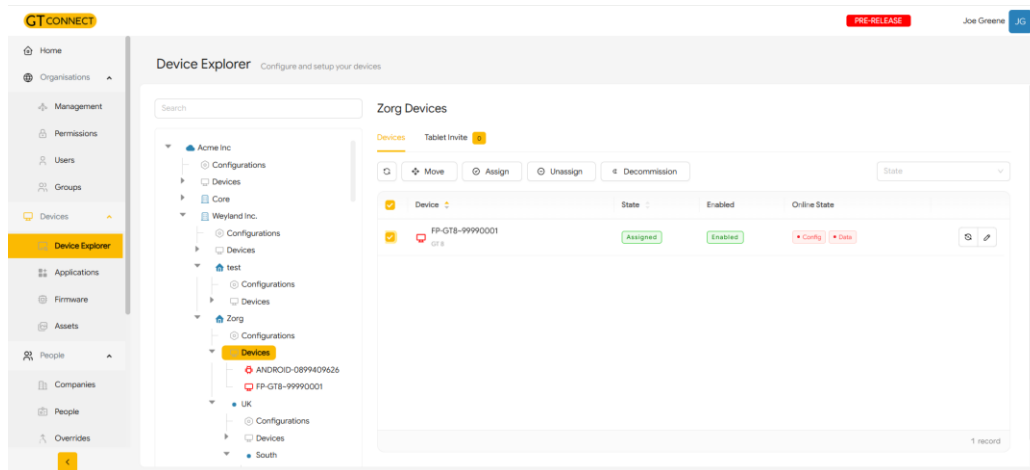 GT CONNECT
PRE-RELEASE
Joe Greene
JG
Home
Organisations
Management
Permissions
Users
Groups
Devices
Device Explorer
Applications
Firmware
Assets
People
Companies
People
Overrides
Device Explorer Configure and setup your devices
Search
Acme Inc
Configurations
Devices
Core
Weyland Inc.
Configurations
Devices
test
Configurations
Devices
Zorg
Configurations
Devices
ANDROID-0899409626
FP-GT8-99990001
UK
Configurations
Devices
South
Zorg Devices
Devices Tablet Invite 0
Move Assign Unassign Decommission State
Device State Enabled Online State
FP-GT8-99990001 Assigned Enabled Config Data
GT 8
1 record